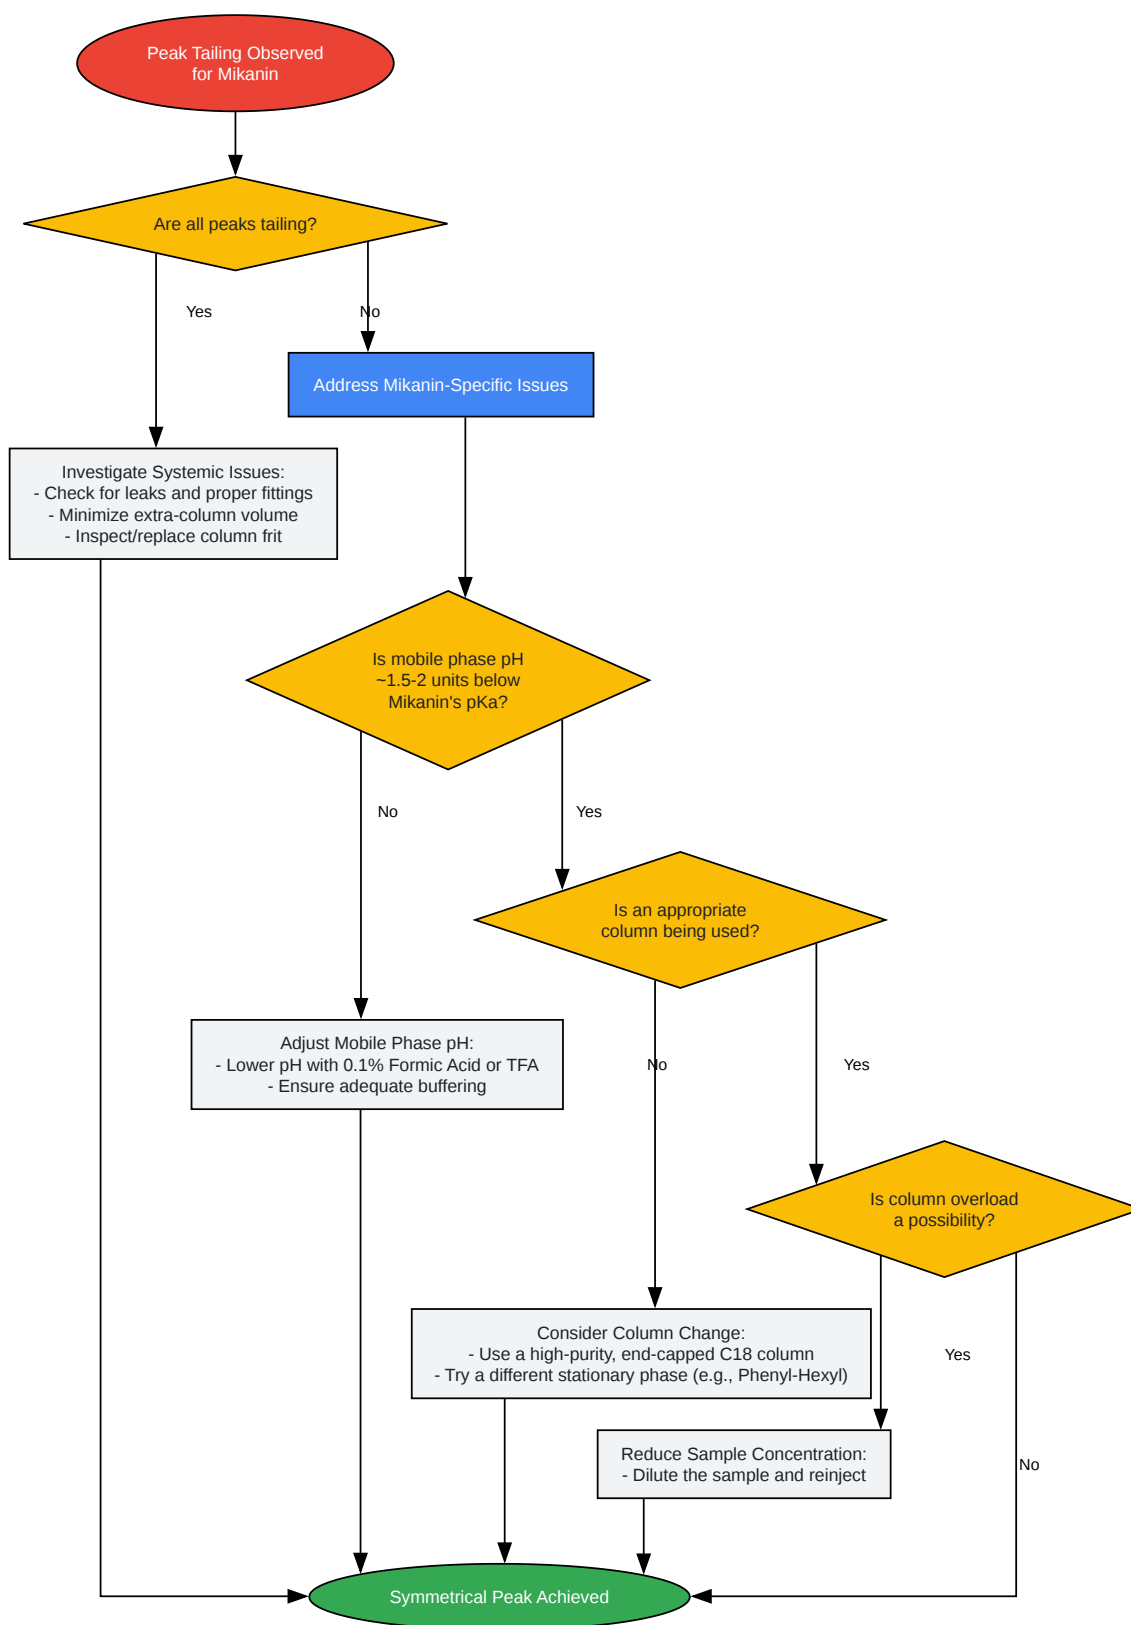 Peak Tailing Observed
for Mikanin
Are all peaks tailing?
Yes
No
Address Mikanin-Specific Issues
Investigate Systemic Issues:
- Check for leaks and proper fittings
- Minimize extra-column volume
- Inspect/replace column frit
Is mobile phase pH
~1.5-2 units below
Mikanin's pKa?
No
Yes
Is an appropriate
column being used?
Adjust Mobile Phase pH:
- Lower pH with 0.1% Formic Acid or TFA
- Ensure adequate buffering
No
Yes
Is column overload
a possibility?
Consider Column Change:
- Use a high-purity, end-capped C18 column
- Try a different stationary phase (e.g., Phenyl-Hexyl)
Yes
Reduce Sample Concentration:
- Dilute the sample and reinject
No
Symmetrical Peak Achieved